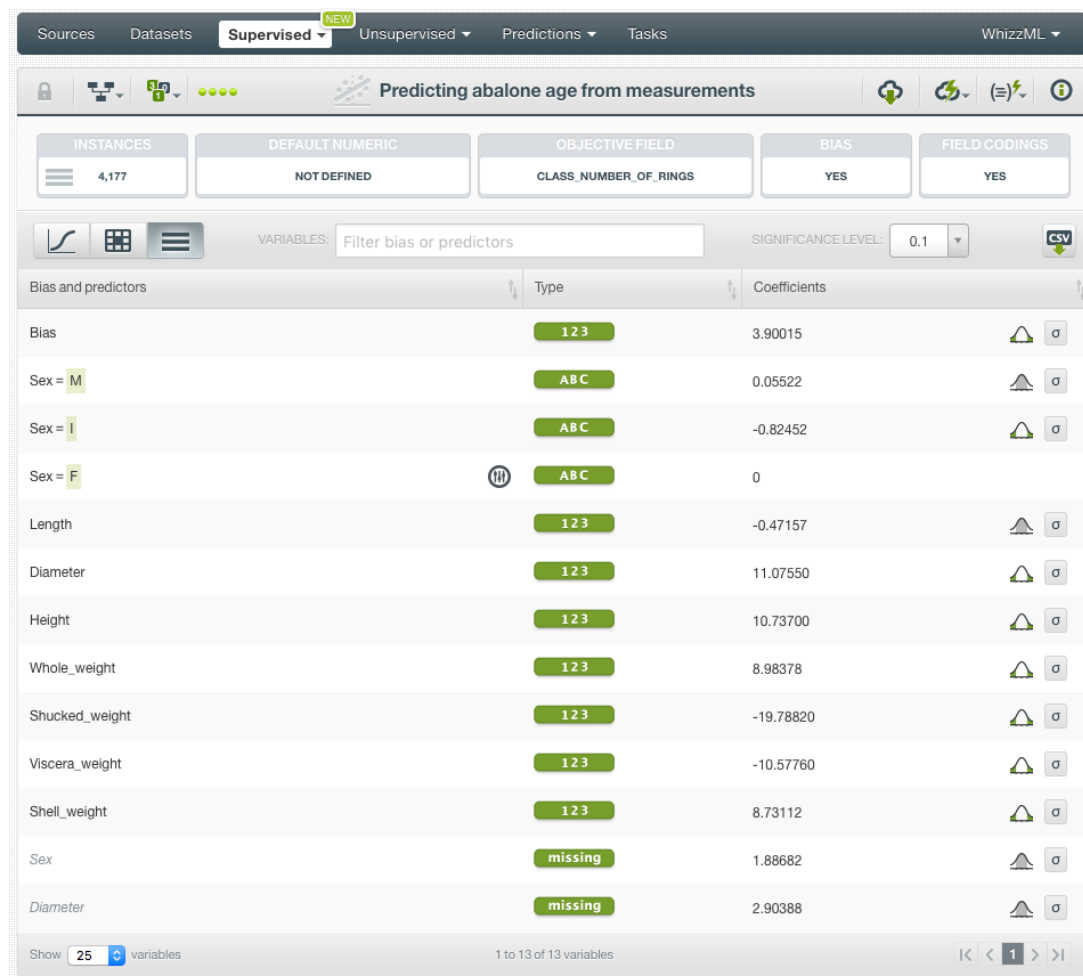 NEW
Sources Datasets Supervised Unsupervised Predictions Tasks WhizzML
Predicting abalone age from measurements
INSTANCES DEFAULT NUMERIC OBJECTIVE FIELD BIAS FIELD CODINGS
4,177 NOT DEFINED CLASS_NUMBER_OF_RINGS YES YES
VARIABLES: Filter bias or predictors SIGNIFICANCE LEVEL: 0.1 CSV
Bias and predictors Type Coefficients
Bias 123 3.90015 σ
Sex = M ABC 0.05522 σ
Sex = I ABC -0.82452 σ
Sex = F ABC 0
Length 123 -0.47157 σ
Diameter 123 11.07550 σ
Height 123 10.73700 σ
Whole_weight 123 8.98378 σ
Shucked_weight 123 -19.78820 σ
Viscera_weight 123 -10.57760 σ
Shell_weight 123 8.73112 σ
Sex missing 1.88682 σ
Diameter missing 2.90388 σ
Show 25 variables 1 to 13 of 13 variables 1